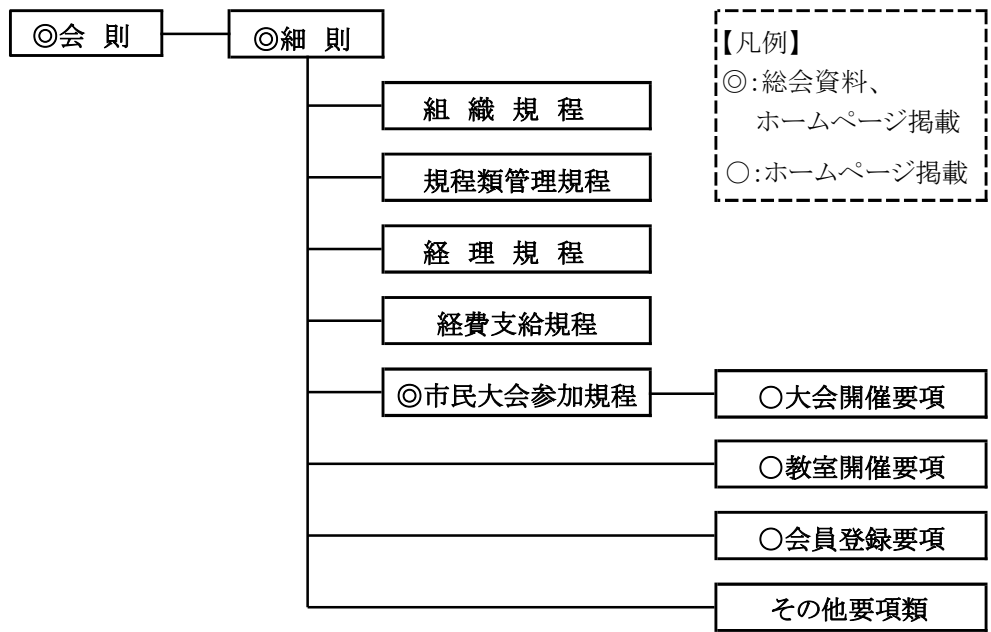 ◎会 則
◎細 則
【凡例】
◎:総会資料、
ホームページ掲載
○:ホームページ掲載
組 織 規 程
規程類管理規程
経 理 規 程
経費支給規程
◎市民大会参加規程
○大会開催要項
○教室開催要項
○会員登録要項
その他要項類